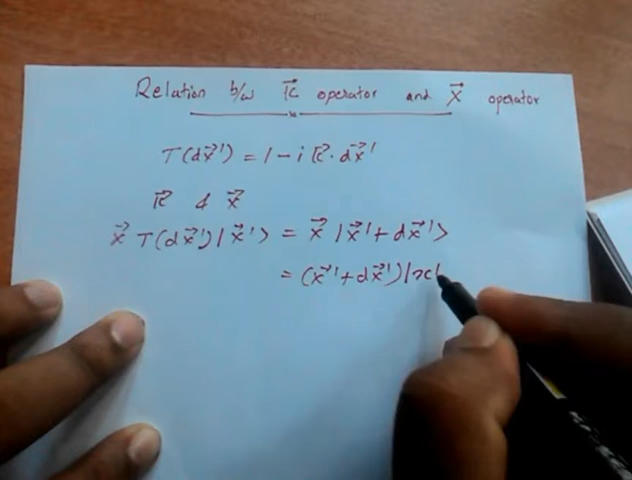 Relation b/w K⃗ operator and X⃗ operator
T(dx⃗') = 1 - i K⃗ · dx⃗'
K⃗ & x⃗
x⃗ T(dx⃗') | x⃗' > = x⃗ | x⃗' + dx⃗' >
= (x⃗' + dx⃗') | x'